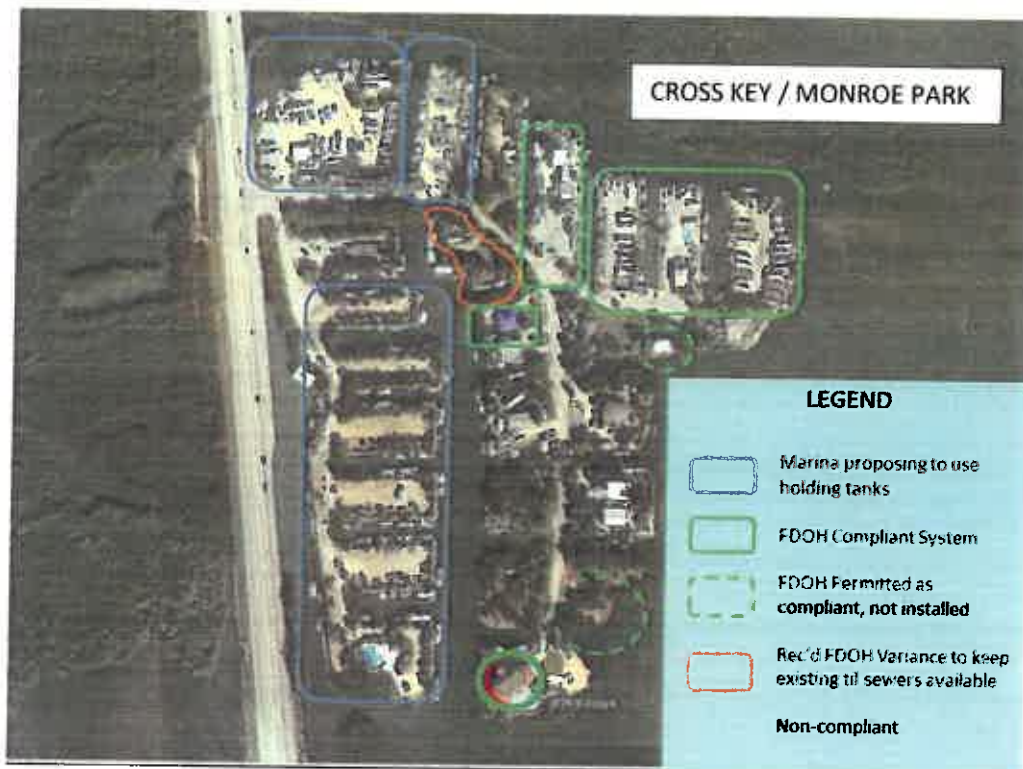 CROSS KEY / MONROE PARK
LEGEND
Marina proposing to use
holding tanks
FDOH Compliant System
FDOH Permitted as
compliant, not installed
Rec'd FDOH Variance to keep
existing til sewers available
Non-compliant